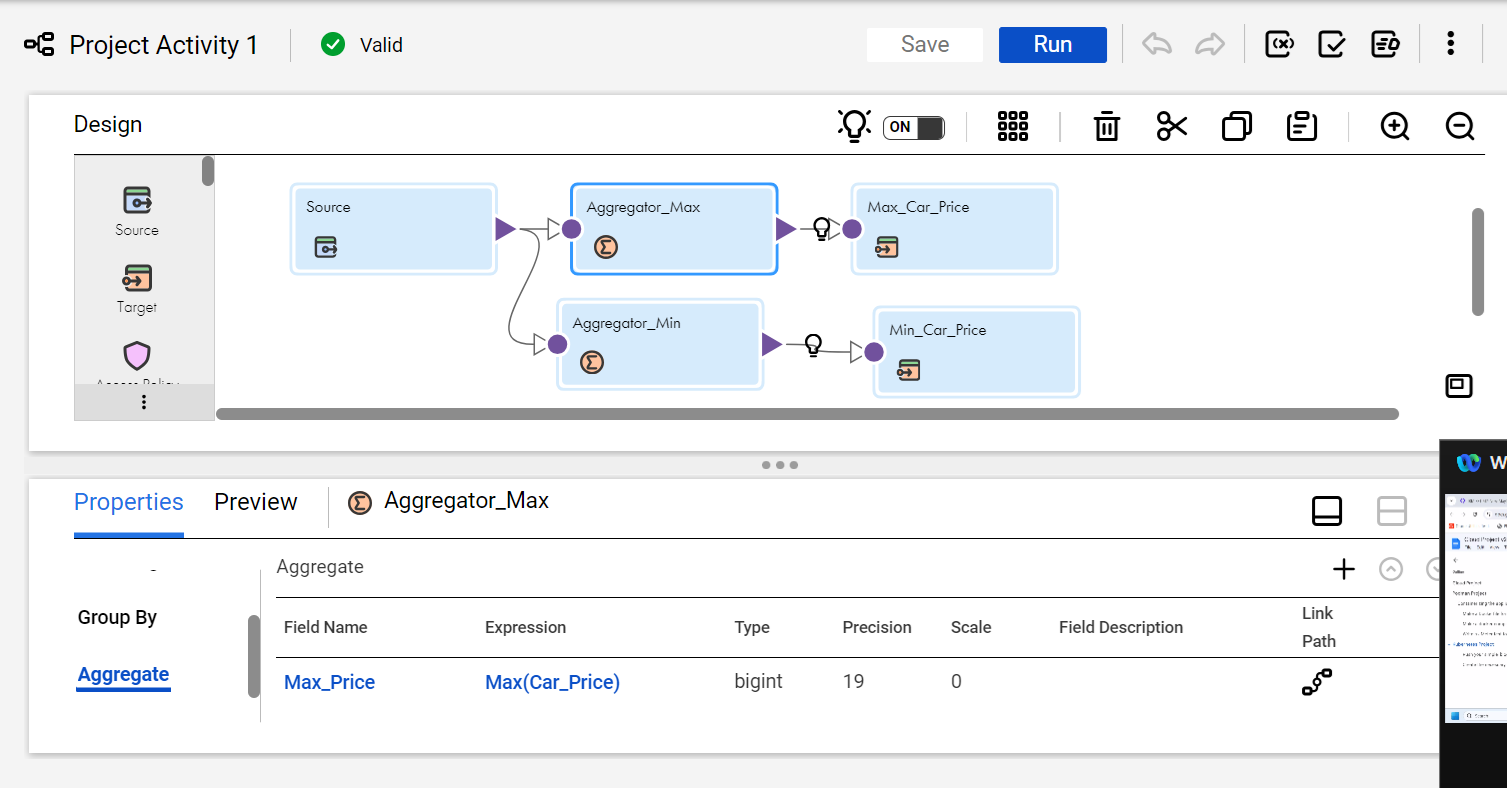 Project Activity 1
Valid
Save
Run
Design
ON
Source
Target
Source
Aggregator_Max
Max_Car_Price
Aggregator_Min
Min_Car_Price
Properties
Preview
Aggregator_Max
Group By
Aggregate
Aggregate
Field Name
Expression
Type
Precision
Scale
Field Description
Link
Path
Max_Price
Max(Car_Price)
bigint
19
0
W